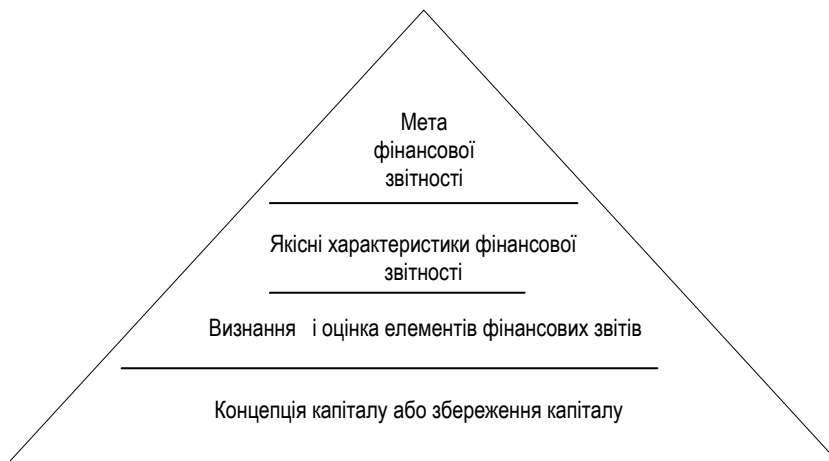 Мета
фінансової
звітності
Якісні характеристики фінансової
звітності
Визнання і оцінка елементів фінансових звітів
Концепція капіталу або збереження капіталу